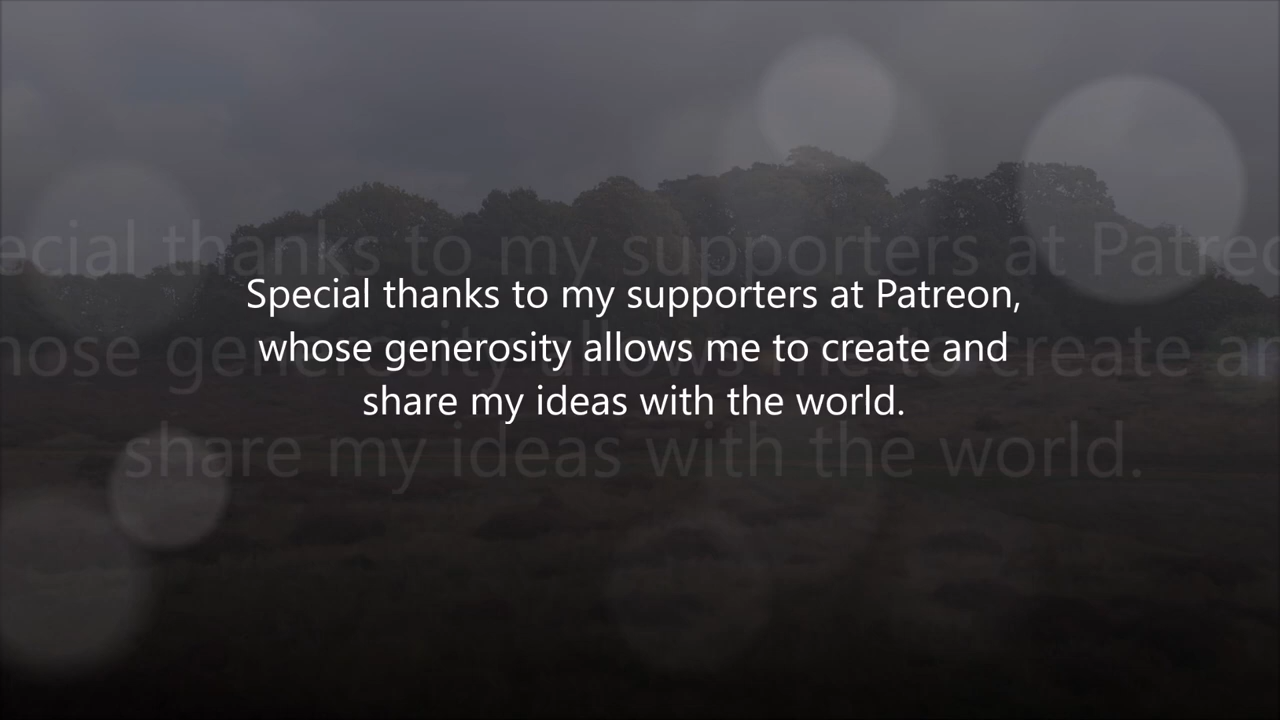 Special thanks to my supporters at Patreon,
whose generosity allows me to create and
share my ideas with the world.